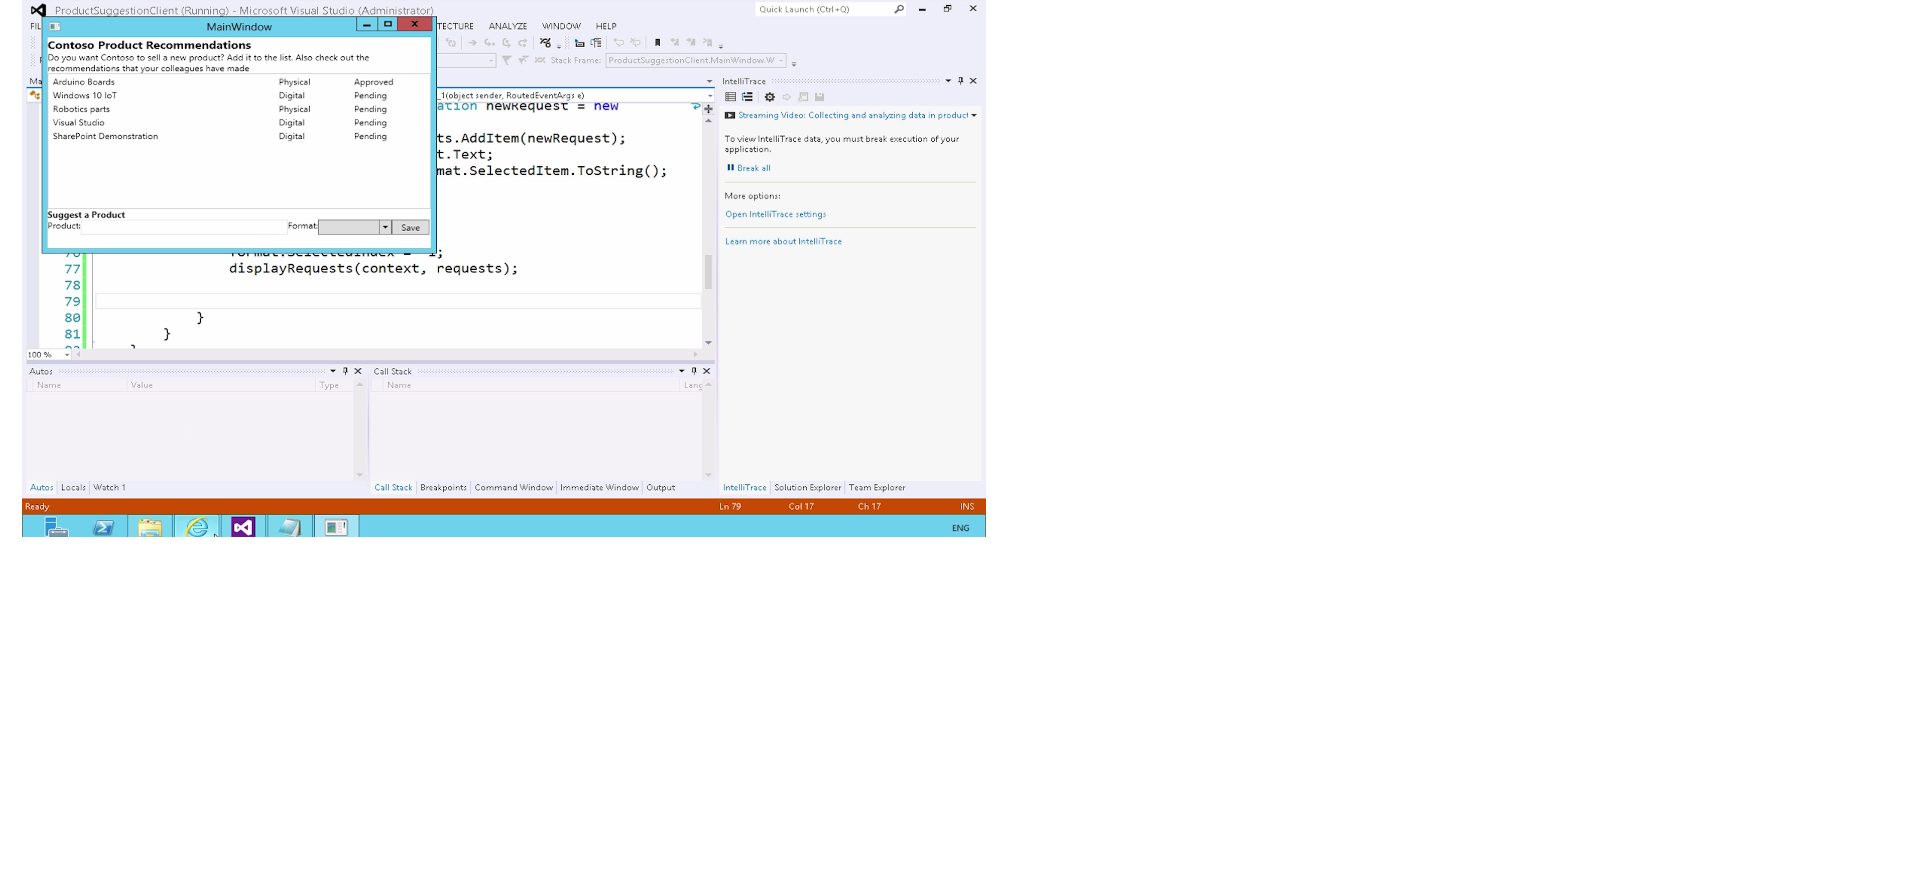 ProductSuggestionClient (Running) - Microsoft Visual Studio (Administrator)
Quick Launch (Ctrl+Q)
FIL
TECTURE ANALYZE WINDOW HELP
MainWindow
Contoso Product Recommendations
Do you want Contoso to sell a new product? Add it to the list. Also check out the
recommendations that your colleagues have made
Arduino Boards Physical Approved
Windows 10 IoT Digital Pending
Robotics parts Physical Pending
Visual Studio Digital Pending
SharePoint Demonstration Digital Pending
Suggest a Product
Product: Format: Save
Stack Frame: ProductSuggestionClient.MainWindow.W
Ma
_1(object sender, RoutedEventArgs e)
ation newRequest = new
ts.AddItem(newRequest);
t.Text;
mat.SelectedItem.ToString();
76 format.SelectedIndex = -1;
77 displayRequests(context, requests);
78
79
80 }
81 }
82 }
100 %
IntelliTrace
Streaming Video: Collecting and analyzing data in product
To view IntelliTrace data, you must break execution of your
application.
Break all
More options:
Open IntelliTrace settings
Learn more about IntelliTrace
Autos
Name Value Type
Call Stack
Name Lang
Autos Locals Watch 1
Call Stack Breakpoints Command Window Immediate Window Output
IntelliTrace Solution Explorer Team Explorer
Ready Ln 79 Col 17 Ch 17 INS
ENG